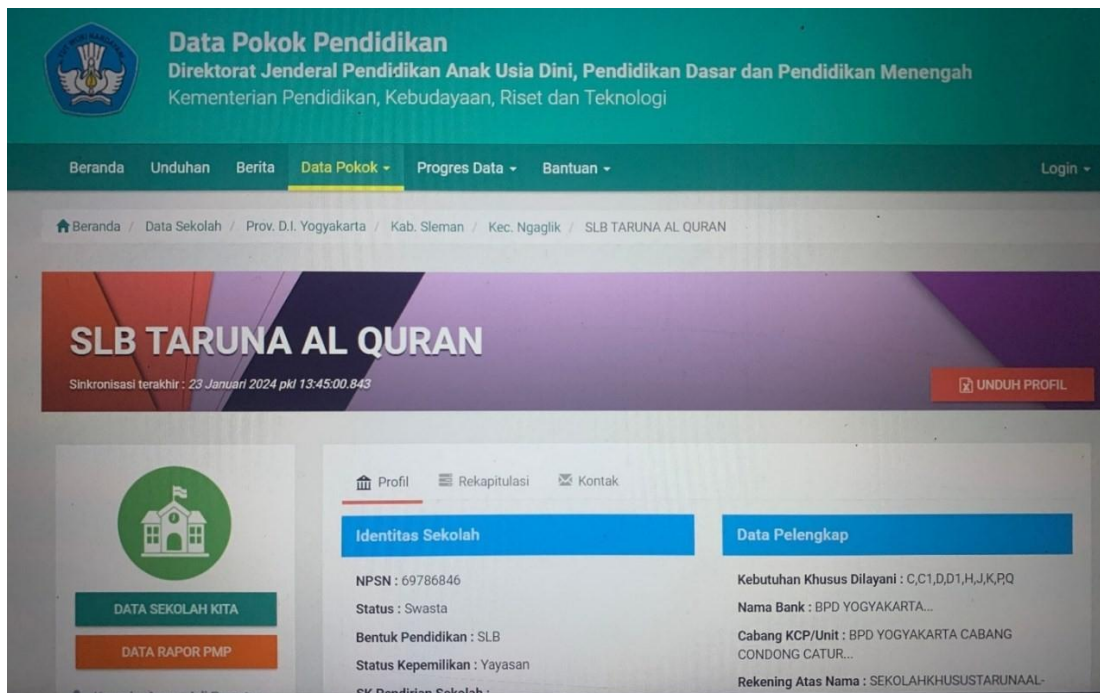 Data Pokok Pendidikan
Direktorat Jenderal Pendidikan Anak Usia Dini, Pendidikan Dasar dan Pendidikan Menengah
Kementerian Pendidikan, Kebudayaan, Riset dan Teknologi
Beranda Unduhan Berita Data Pokok Progres Data Bantuan Login
Beranda / Data Sekolah / Prov. D.I. Yogyakarta / Kab. Sleman / Kec. Ngaglik / SLB TARUNA AL QURAN
SLB TARUNA AL QURAN
Sinkronisasi terakhir : 23 Januari 2024 pkl 13:45:00.843
UNDUH PROFIL
DATA SEKOLAH KITA
DATA RAPOR PMP
Profil Rekapitulasi Kontak
Identitas Sekolah
NPSN : 69786846
Status : Swasta
Bentuk Pendidikan : SLB
Status Kepemilikan : Yayasan
SK Pendirian Sekolah :
Data Pelengkap
Kebutuhan Khusus Dilayani : C,C1,D,D1,H,J,K,P,Q
Nama Bank : BPD YOGYAKARTA...
Cabang KCP/Unit : BPD YOGYAKARTA CABANG
CONDONG CATUR...
Rekening Atas Nama : SEKOLAHKHUSUSTARUNAAL-